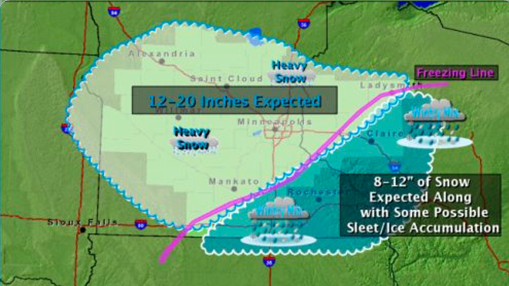 Alexandria
Heavy
Snow
Saint Cloud
Freezing Line
Ladysm
12-20 Inches Expected
Minneapolis
Heavy
Snow
Claire
Mankato
Rochester
8-12" of Snow
Expected Along
with Some Possible
Sleet/Ice Accumulation
Sioux Falls